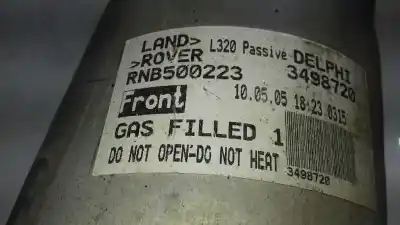 LAND>
>ROVER
L320 Passive DELPHI
RNB500223
3498720
Front
10.05.05 18:23 0315
GAS FILLED 1
DO NOT OPEN-DO NOT HEAT
3498720